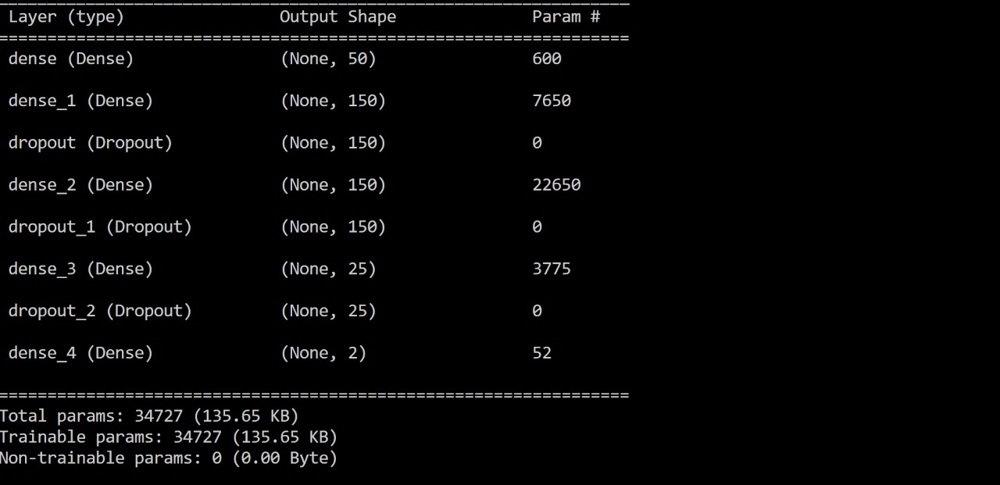 Layer (type) Output Shape Param #
=================================================================
dense (Dense) (None, 50) 600
dense_1 (Dense) (None, 150) 7650
dropout (Dropout) (None, 150) 0
dense_2 (Dense) (None, 150) 22650
dropout_1 (Dropout) (None, 150) 0
dense_3 (Dense) (None, 25) 3775
dropout_2 (Dropout) (None, 25) 0
dense_4 (Dense) (None, 2) 52
=================================================================
Total params: 34727 (135.65 KB)
Trainable params: 34727 (135.65 KB)
Non-trainable params: 0 (0.00 Byte)